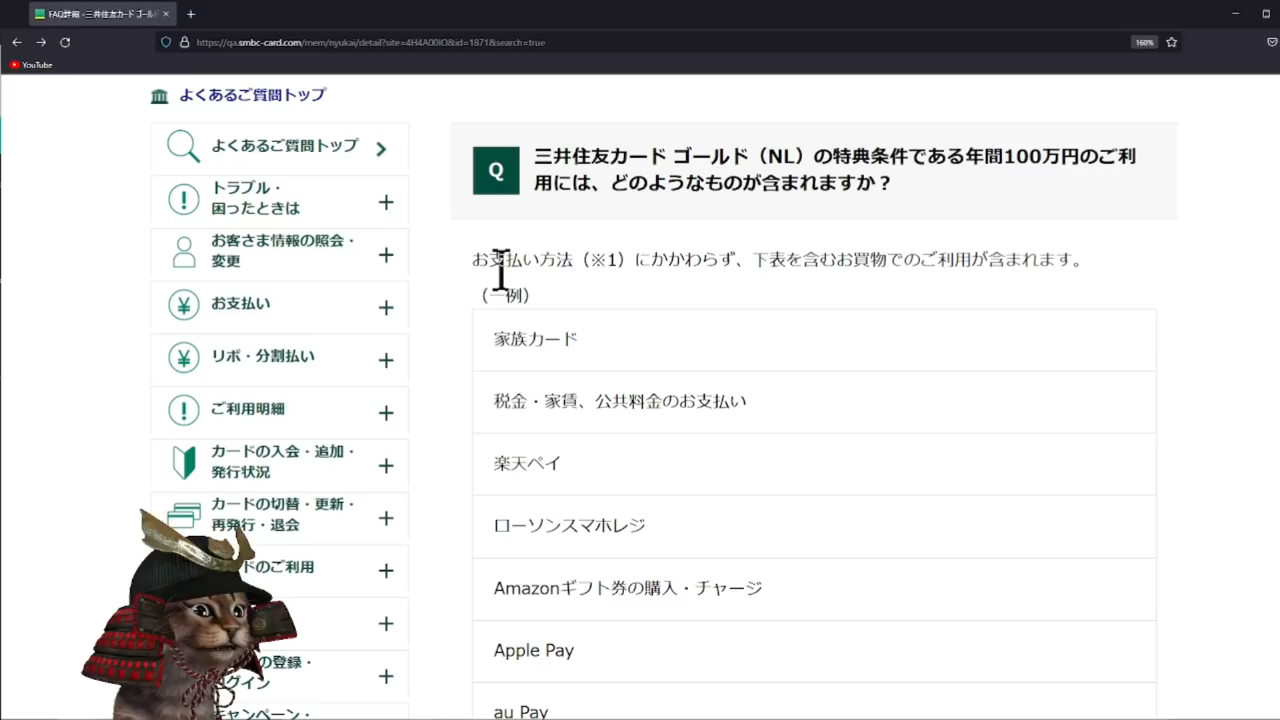 FAQ詳細 - 三井住友カード ゴールド
https://qa.smbc-card.com/mem/nyukai/detail?site=4H4A00IO&id=1871&search=true
160%
YouTube
よくあるご質問トップ
よくあるご質問トップ
トラブル・
困ったときは
お客さま情報の照会・
変更
お支払い
リボ・分割払い
ご利用明細
カードの入会・追加・
発行状況
カードの切替・更新・
再発行・退会
ドのご利用
の登録・
グイン
キャンペーン・
Q
三井住友カード ゴールド（NL）の特典条件である年間100万円のご利
用には、どのようなものが含まれますか？
お支払い方法（※1）にかかわらず、下表を含むお買物でのご利用が含まれます。
（一例）
家族カード
税金・家賃、公共料金のお支払い
楽天ペイ
ローソンスマホレジ
Amazonギフト券の購入・チャージ
Apple Pay
au Pay